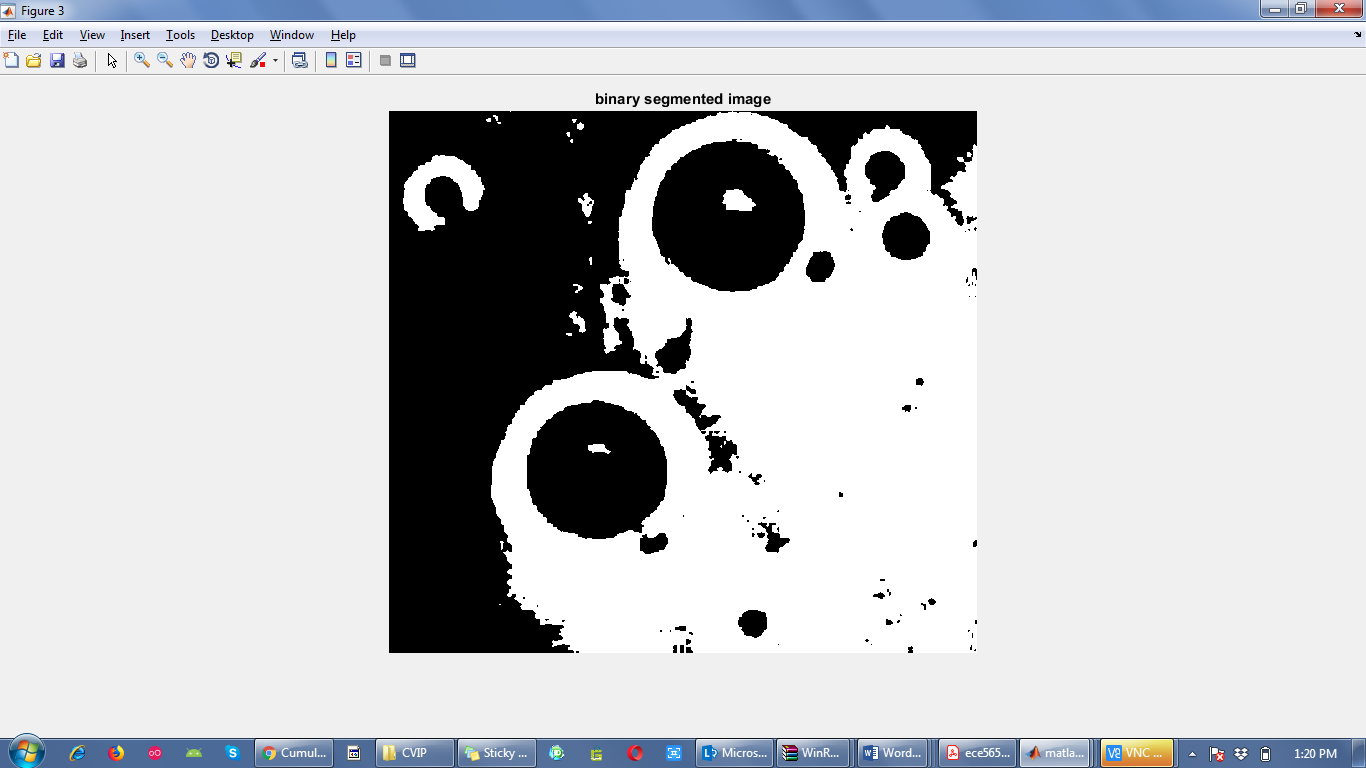 Figure 3
File Edit View Insert Tools Desktop Window Help
binary segmented image
Cumul... CVIP Sticky ... Micros... WinR... Word... ece565... matla... VNC ... 1:20 PM